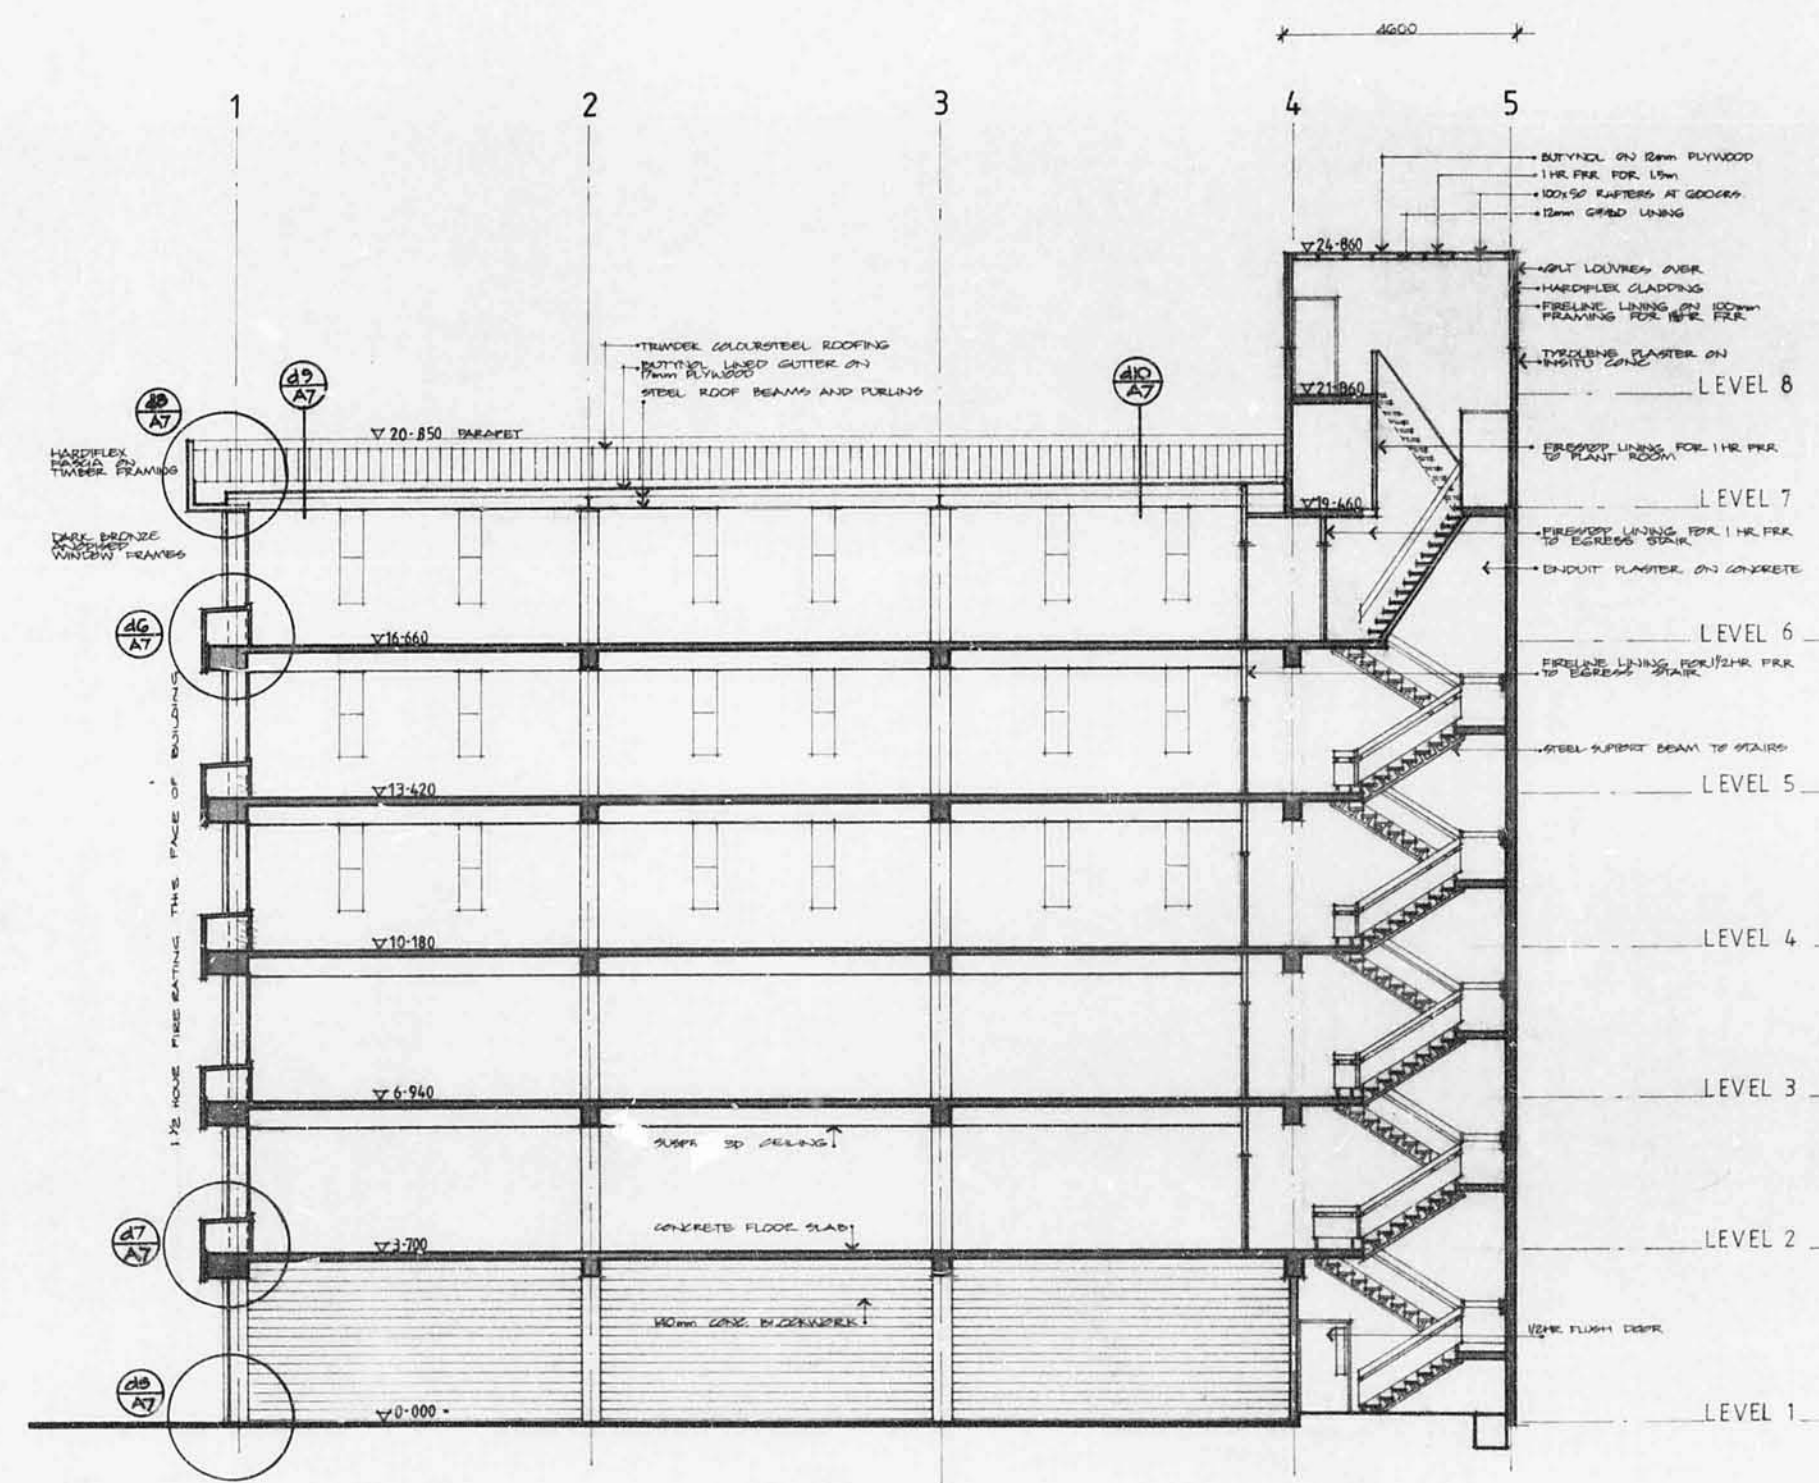 4600
1
2
3
4
5
BUTYNOL ON 12mm PLYWOOD
1 HR FRR FOR 1.5m
100x50 RAFTERS AT
12mm LINING
24·860
LOUVRES OVER
HARDIFLEX CLADDING
FIRELINE LINING ON 100mm
FRAMING FOR FRR
TYROLENE PLASTER ON
INSITU CONC
LEVEL 8
21·860
TRIMDEK COLOURSTEEL ROOFING
BUTYNOL LINED GUTTER ON
17mm PLYWOOD
STEEL ROOF BEAMS AND PURLINS
d9
A7
d10
A7
d8
A7
20·850 PARAPET
HARDIFLEX
FASCIA ON
TIMBER FRAMING
FIRESTOP LINING FOR 1 HR FRR
TO PLANT ROOM
LEVEL 7
19·460
DARK BRONZE
ANODISED
WINDOW FRAMES
FIRESTOP LINING FOR 1 HR FRR
TO EGRESS STAIR
ENDUIT PLASTER ON CONCRETE
d6
A7
16·660
LEVEL 6
FIRELINE LINING FOR 1½HR FRR
TO EGRESS STAIR
STEEL SUPPORT BEAM TO STAIRS
13·420
LEVEL 5
1 1/2 HOUR FIRE RATING THIS FACE OF BUILDING
10·180
LEVEL 4
6·940
LEVEL 3
CEILING
CONCRETE FLOOR SLAB
d7
A7
3·700
LEVEL 2
140mm CONC. BLOCKWORK
1/2HR FLUSH DOOR
A7
0·000
LEVEL 1